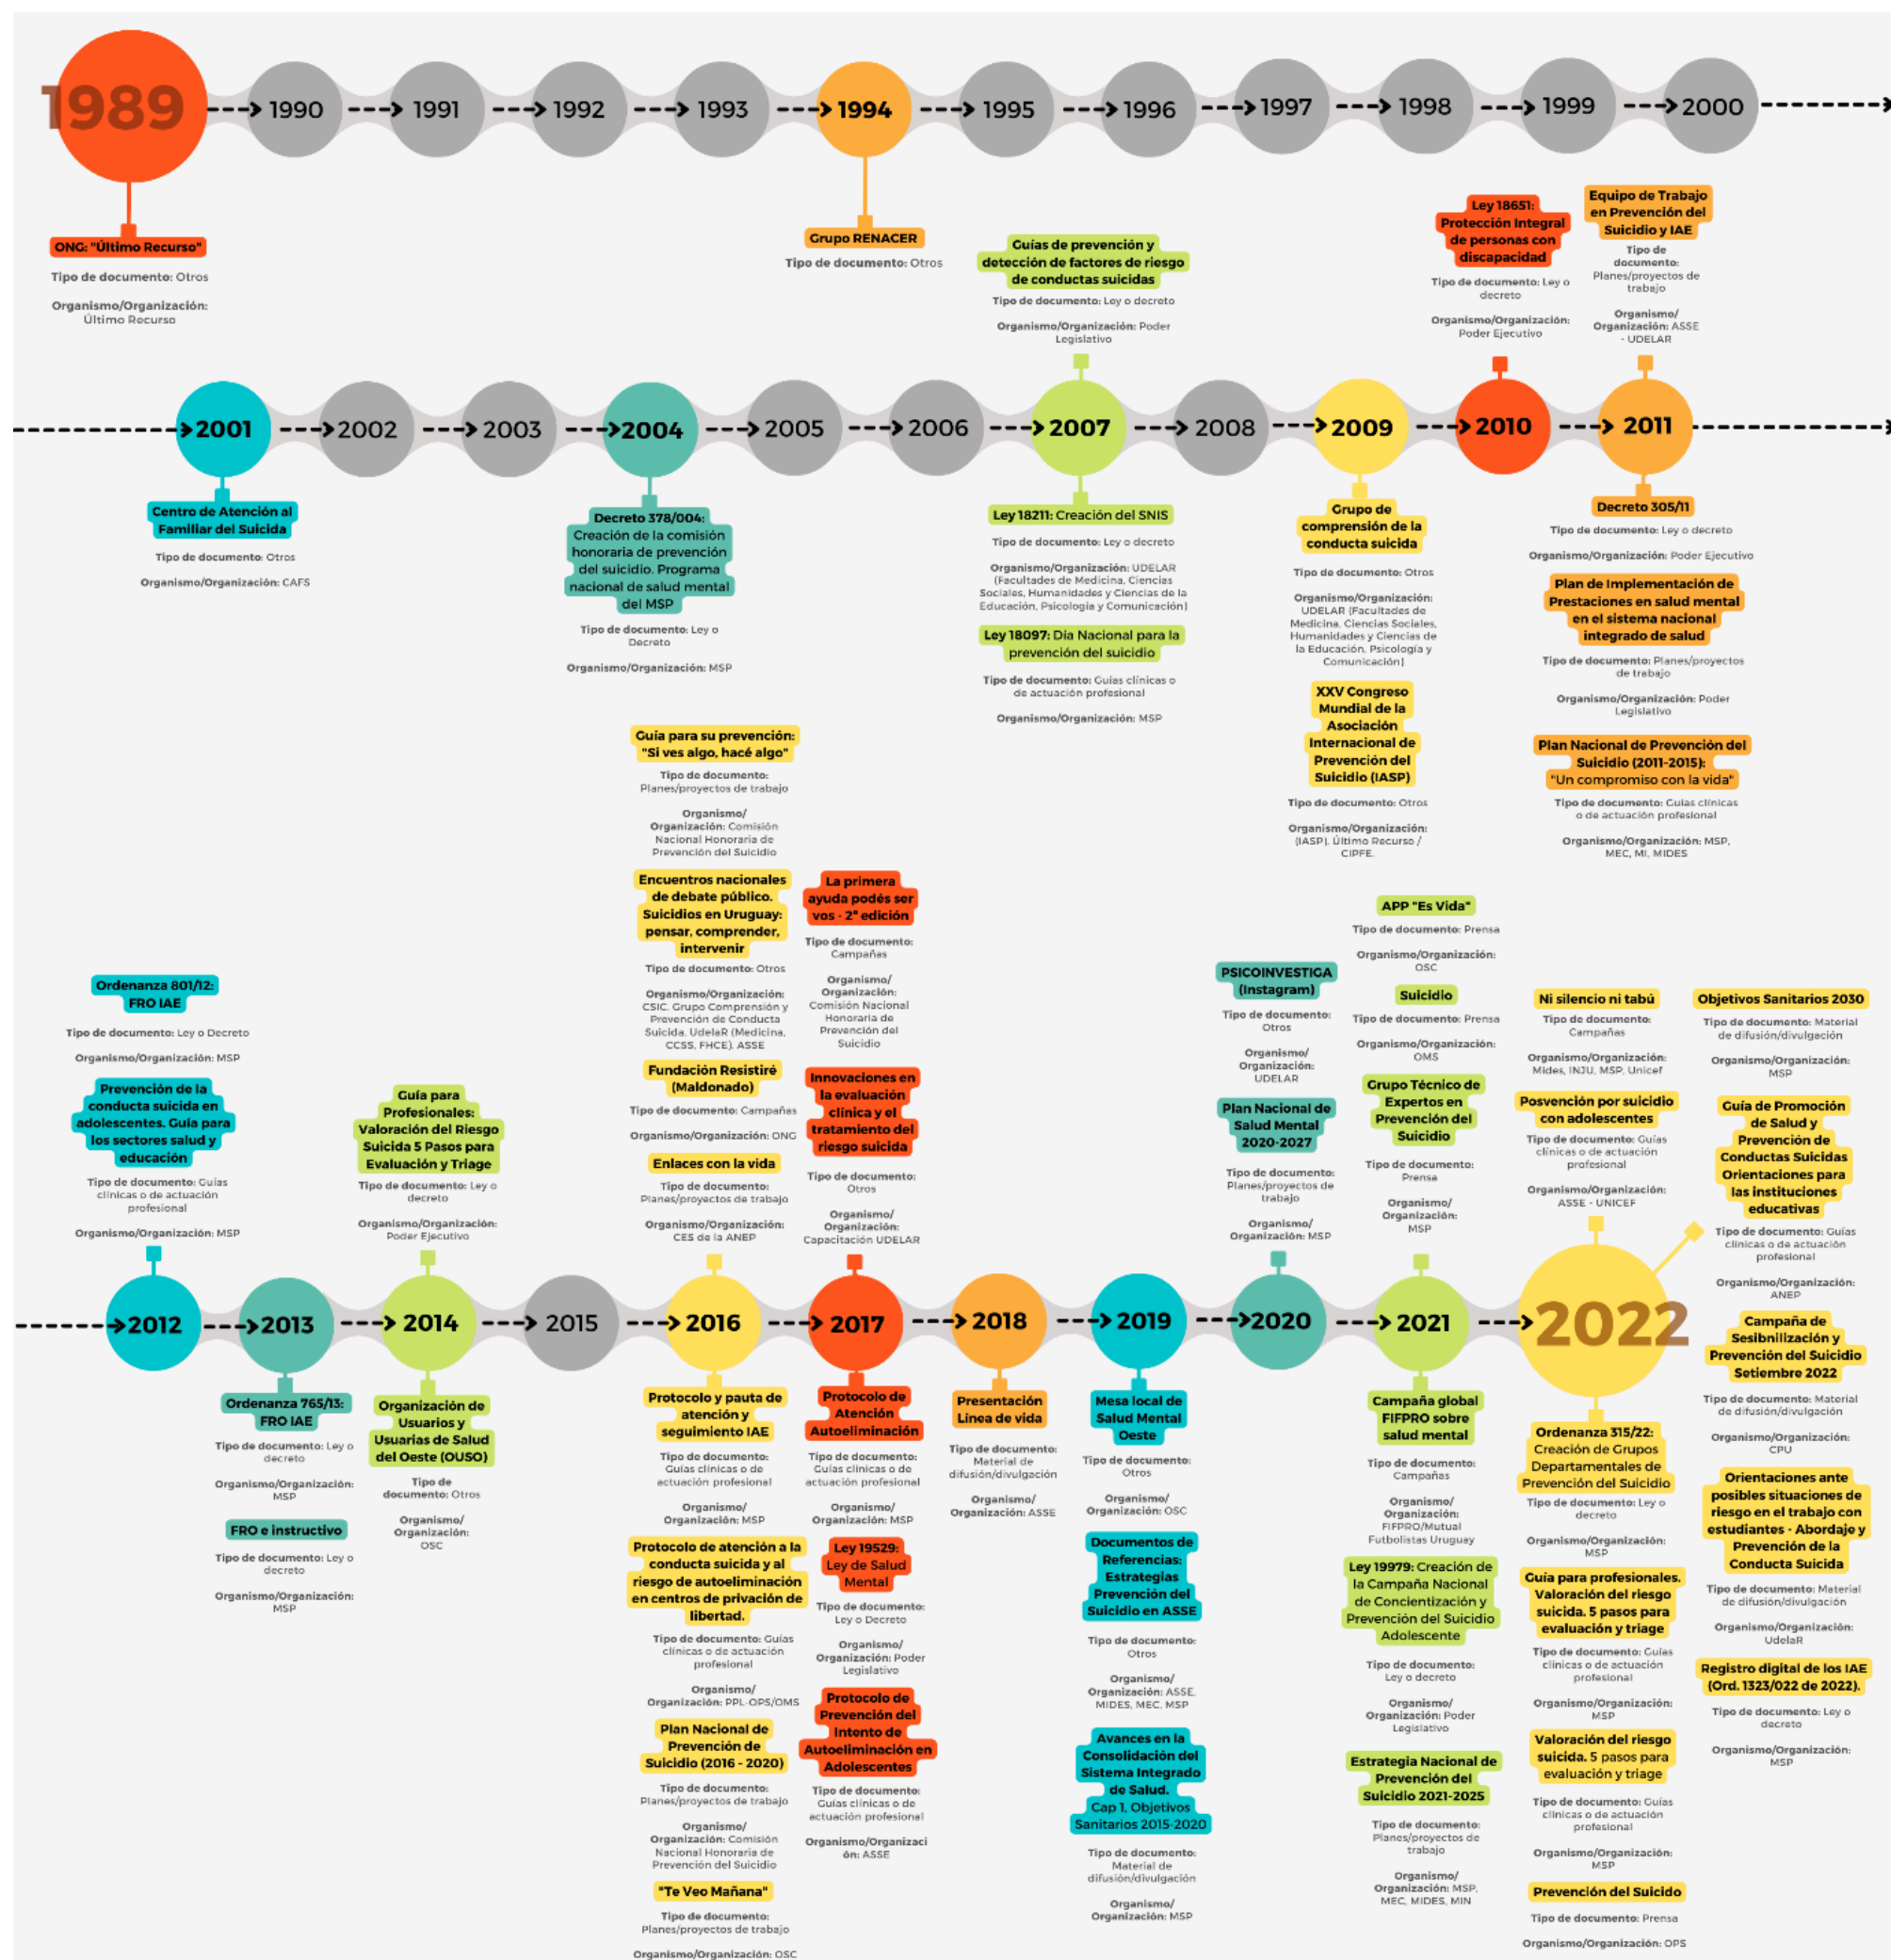 1989
1990
1991
1992
1993
1994
1995
1996
1997
1998
1999
2000
ONG: "Último Recurso"
Tipo de documento: Otros
Organismo/Organización:
Último Recurso
Grupo RENACER
Tipo de documento: Otros
Guías de prevención y
detección de factores de riesgo
de conductas suicidas
Tipo de documento: Ley o decreto
Organismo/Organización: Poder
Legislativo
Ley 18651:
Protección Integral
de personas con
discapacidad
Tipo de documento: Ley o
decreto
Organismo/Organización:
Poder Ejecutivo
Equipo de Trabajo
en Prevención del
Suicidio y IAE
Tipo de
documento:
Planes/proyectos de
trabajo
Organismo/
Organización: ASSE
- UDELAR
2001
2002
2003
2004
2005
2006
2007
2008
2009
2010
2011
Centro de Atención al
Familiar del Suicida
Tipo de documento: Otros
Organismo/Organización: CAFS
Decreto 378/004:
Creación de la comisión
honoraria de prevención
del suicidio. Programa
nacional de salud mental
del MSP
Tipo de documento: Ley o
Decreto
Organismo/Organización: MSP
Ley 18211: Creación del SNIS
Tipo de documento: Ley o decreto
Organismo/Organización: UDELAR
(Facultades de Medicina, Ciencias
Sociales, Humanidades y Ciencias de la
Educación, Psicología y Comunicación)
Ley 18097: Día Nacional para la
prevención del suicidio
Tipo de documento: Guías clínicas o
de actuación profesional
Organismo/Organización: MSP
Grupo de
comprensión de la
conducta suicida
Tipo de documento: Otros
Organismo/Organización:
UDELAR (Facultades de
Medicina, Ciencias Sociales,
Humanidades y Ciencias de
la Educación, Psicología y
Comunicación)
XXV Congreso
Mundial de la
Asociación
Internacional de
Prevención del
Suicidio (IASP)
Tipo de documento: Otros
Organismo/Organización:
(IASP). Último Recurso /
CIPFE.
Decreto 305/11
Tipo de documento: Ley o decreto
Organismo/Organización: Poder Ejecutivo
Plan de Implementación de
Prestaciones en salud mental
en el sistema nacional
integrado de salud
Tipo de documento: Planes/proyectos
de trabajo
Organismo/Organización: Poder
Legislativo
Plan Nacional de Prevención del
Suicidio (2011-2015):
"Un compromiso con la vida"
Tipo de documento: Guías clínicas
o de actuación profesional
Organismo/Organización: MSP,
MEC, MI, MIDES
Ordenanza 801/12:
FRO IAE
Tipo de documento: Ley o Decreto
Organismo/Organización: MSP
Prevención de la
conducta suicida en
adolescentes. Guía para
los sectores salud y
educación
Tipo de documento: Guías
clínicas o de actuación
profesional
Organismo/Organización: MSP
Guía para
Profesionales:
Valoración del Riesgo
Suicida 5 Pasos para
Evaluación y Triage
Tipo de documento: Ley o
decreto
Organismo/Organización:
Poder Ejecutivo
Guía para su prevención:
"Si ves algo, hacé algo"
Tipo de documento:
Planes/proyectos de trabajo
Organismo/
Organización: Comisión
Nacional Honoraria de
Prevención del Suicidio
Encuentros nacionales
de debate público.
Suicidios en Uruguay:
pensar, comprender,
intervenir
Tipo de documento: Otros
Organismo/Organización:
CSIC. Grupo Comprensión y
Prevención de Conducta
Suicida. UdelaR (Medicina,
CCSS, FHCE). ASSE
Fundación Resistiré
(Maldonado)
Tipo de documento: Campañas
Organismo/Organización: ONG
Enlaces con la vida
Tipo de documento:
Planes/proyectos de trabajo
Organismo/Organización:
CES de la ANEP
La primera
ayuda podés ser
vos - 2ª edición
Tipo de documento:
Campañas
Organismo/
Organización:
Comisión Nacional
Honoraria de
Prevención del
Suicidio
Innovaciones en
la evaluación
clínica y el
tratamiento del
riesgo suicida
Tipo de documento:
Otros
Organismo/
Organización:
Capacitación UDELAR
PSICOINVESTIGA
(Instagram)
Tipo de documento:
Otros
Organismo/
Organización:
UDELAR
Plan Nacional de
Salud Mental
2020-2027
Tipo de documento:
Planes/proyectos de
trabajo
Organismo/
Organización: MSP
APP "Es Vida"
Tipo de documento: Prensa
Organismo/Organización:
OSC
Suicidio
Tipo de documento: Prensa
Organismo/Organización:
OMS
Grupo Técnico de
Expertos en
Prevención del
Suicidio
Tipo de documento:
Prensa
Organismo/
Organización:
MSP
Ni silencio ni tabú
Tipo de documento:
Campañas
Organismo/Organización:
Mides, INJU, MSP, Unicef
Posvención por suicidio
con adolescentes
Tipo de documento: Guías
clínicas o de actuación
profesional
Organismo/Organización:
ASSE - UNICEF
Objetivos Sanitarios 2030
Tipo de documento: Material
de difusión/divulgación
Organismo/Organización:
MSP
Guía de Promoción
de Salud y
Prevención de
Conductas Suicidas
Orientaciones para
las instituciones
educativas
Tipo de documento: Guías
clínicas o de actuación
profesional
Organismo/Organización:
ANEP
2012
2013
2014
2015
2016
2017
2018
2019
2020
2021
2022
Ordenanza 765/13:
FRO IAE
Tipo de documento: Ley o
decreto
Organismo/Organización:
MSP
FRO e instructivo
Tipo de documento: Ley o
decreto
Organismo/Organización:
MSP
Organización de
Usuarios y
Usuarias de Salud
del Oeste (OUSO)
Tipo de
documento: Otros
Organismo/
Organización:
OSC
Protocolo y pauta de
atención y
seguimiento IAE
Tipo de documento:
Guías clínicas o de
actuación profesional
Organismo/
Organización: MSP
Protocolo de atención a la
conducta suicida y al
riesgo de autoeliminación
en centros de privación de
libertad.
Tipo de documento: Guías
clínicas o de actuación
profesional
Organismo/
Organización: PPL-OPS/OMS
Plan Nacional de
Prevención de
Suicidio (2016 - 2020)
Tipo de documento:
Planes/proyectos de trabajo
Organismo/
Organización: Comisión
Nacional Honoraria de
Prevención del Suicidio
"Te Veo Mañana"
Tipo de documento:
Planes/proyectos de trabajo
Organismo/Organización: OSC
Protocolo de
Atención
Autoeliminación
Tipo de documento:
Guías clínicas o de
actuación profesional
Organismo/
Organización: MSP
Ley 19529:
Ley de Salud
Mental
Tipo de documento:
Ley o Decreto
Organismo/
Organización: Poder
Legislativo
Protocolo de
Prevención del
Intento de
Autoeliminación en
Adolescentes
Tipo de documento:
Guías clínicas o de
actuación profesional
Organismo/Organizaci
ón: ASSE
Presentación
Línea de vida
Tipo de documento:
Material de
difusión/divulgación
Organismo/
Organización: ASSE
Mesa local de
Salud Mental
Oeste
Tipo de documento:
Otros
Organismo/
Organización: OSC
Documentos de
Referencias:
Estrategias
Prevención del
Suicidio en ASSE
Tipo de documento:
Otros
Organismo/
Organización: ASSE,
MIDES, MEC, MSP
Avances en la
Consolidación del
Sistema Integrado
de Salud.
Cap 1. Objetivos
Sanitarios 2015-2020
Tipo de documento:
Material de
difusión/divulgación
Organismo/
Organización: MSP
Campaña global
FIFPRO sobre
salud mental
Tipo de documento:
Campañas
Organismo/
Organización:
FIFPRO/Mutual
Futbolistas Uruguay
Ley 19979: Creación de
la Campaña Nacional
de Concientización y
Prevención del Suicidio
Adolescente
Tipo de documento:
Ley o decreto
Organismo/
Organización: Poder
Legislativo
Estrategia Nacional de
Prevención del
Suicidio 2021-2025
Tipo de documento:
Planes/proyectos de
trabajo
Organismo/
Organización: MSP,
MEC, MIDES, MIN
Ordenanza 315/22:
Creación de Grupos
Departamentales de
Prevención del Suicidio
Tipo de documento: Ley o
decreto
Organismo/Organización:
MSP
Guía para profesionales.
Valoración del riesgo
suicida. 5 pasos para
evaluación y triage
Tipo de documento: Guías
clínicas o de actuación
profesional
Organismo/Organización:
MSP
Valoración del riesgo
suicida. 5 pasos para
evaluación y triage
Tipo de documento: Guías
clínicas o de actuación
profesional
Organismo/Organización:
MSP
Prevención del Suicido
Tipo de documento: Prensa
Organismo/Organización: OPS
Campaña de
Sesibnilización y
Prevención del Suicidio
Setiembre 2022
Tipo de documento: Material
de difusión/divulgación
Organismo/Organización:
CPU
Orientaciones ante
posibles situaciones de
riesgo en el trabajo con
estudiantes - Abordaje y
Prevención de la
Conducta Suicida
Tipo de documento: Material
de difusión/divulgación
Organismo/Organización:
UdelaR
Registro digital de los IAE
(Ord. 1323/022 de 2022).
Tipo de documento: Ley o
decreto
Organismo/Organización:
MSP